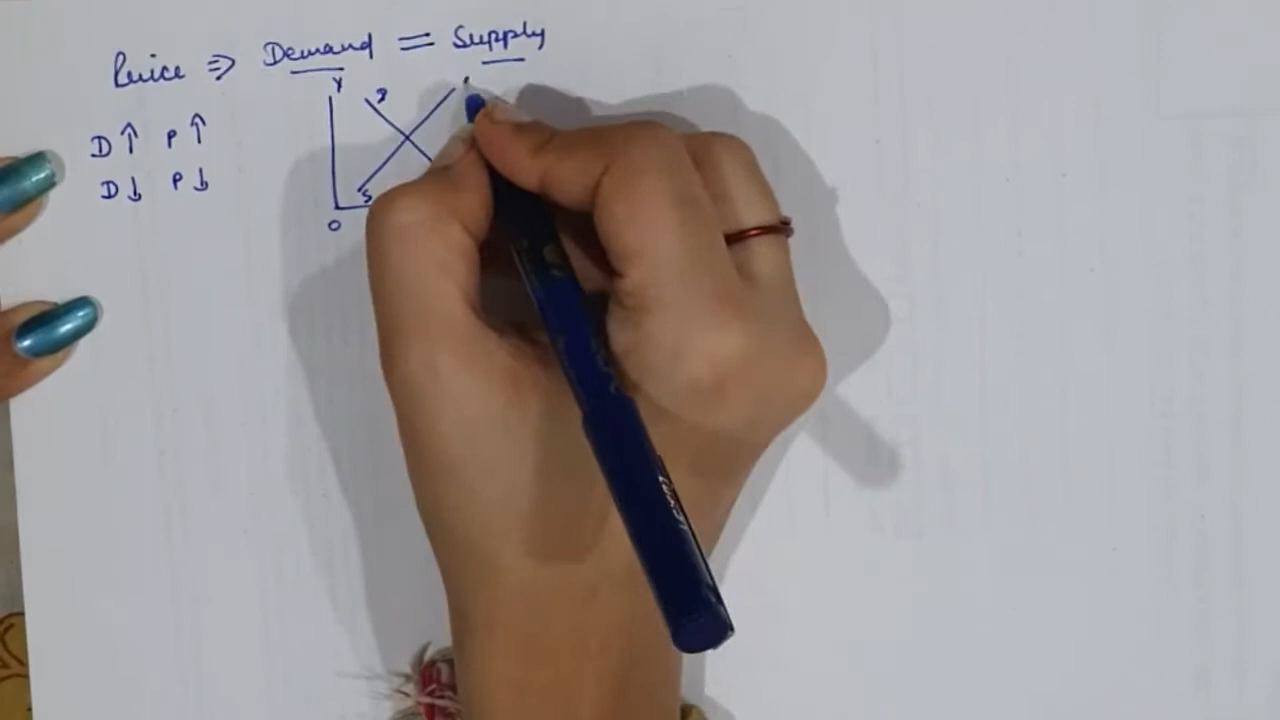 Price ⇒ Demand = Supply
D↑ P↑
D↓ P↓
Y
D
S
O